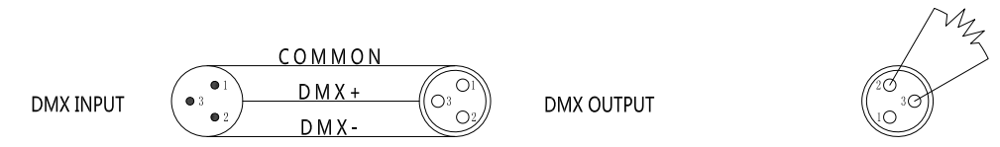 COMMON
DMX INPUT
1
3
2
DMX+
DMX-
1
3
2
DMX OUTPUT
2
3
1